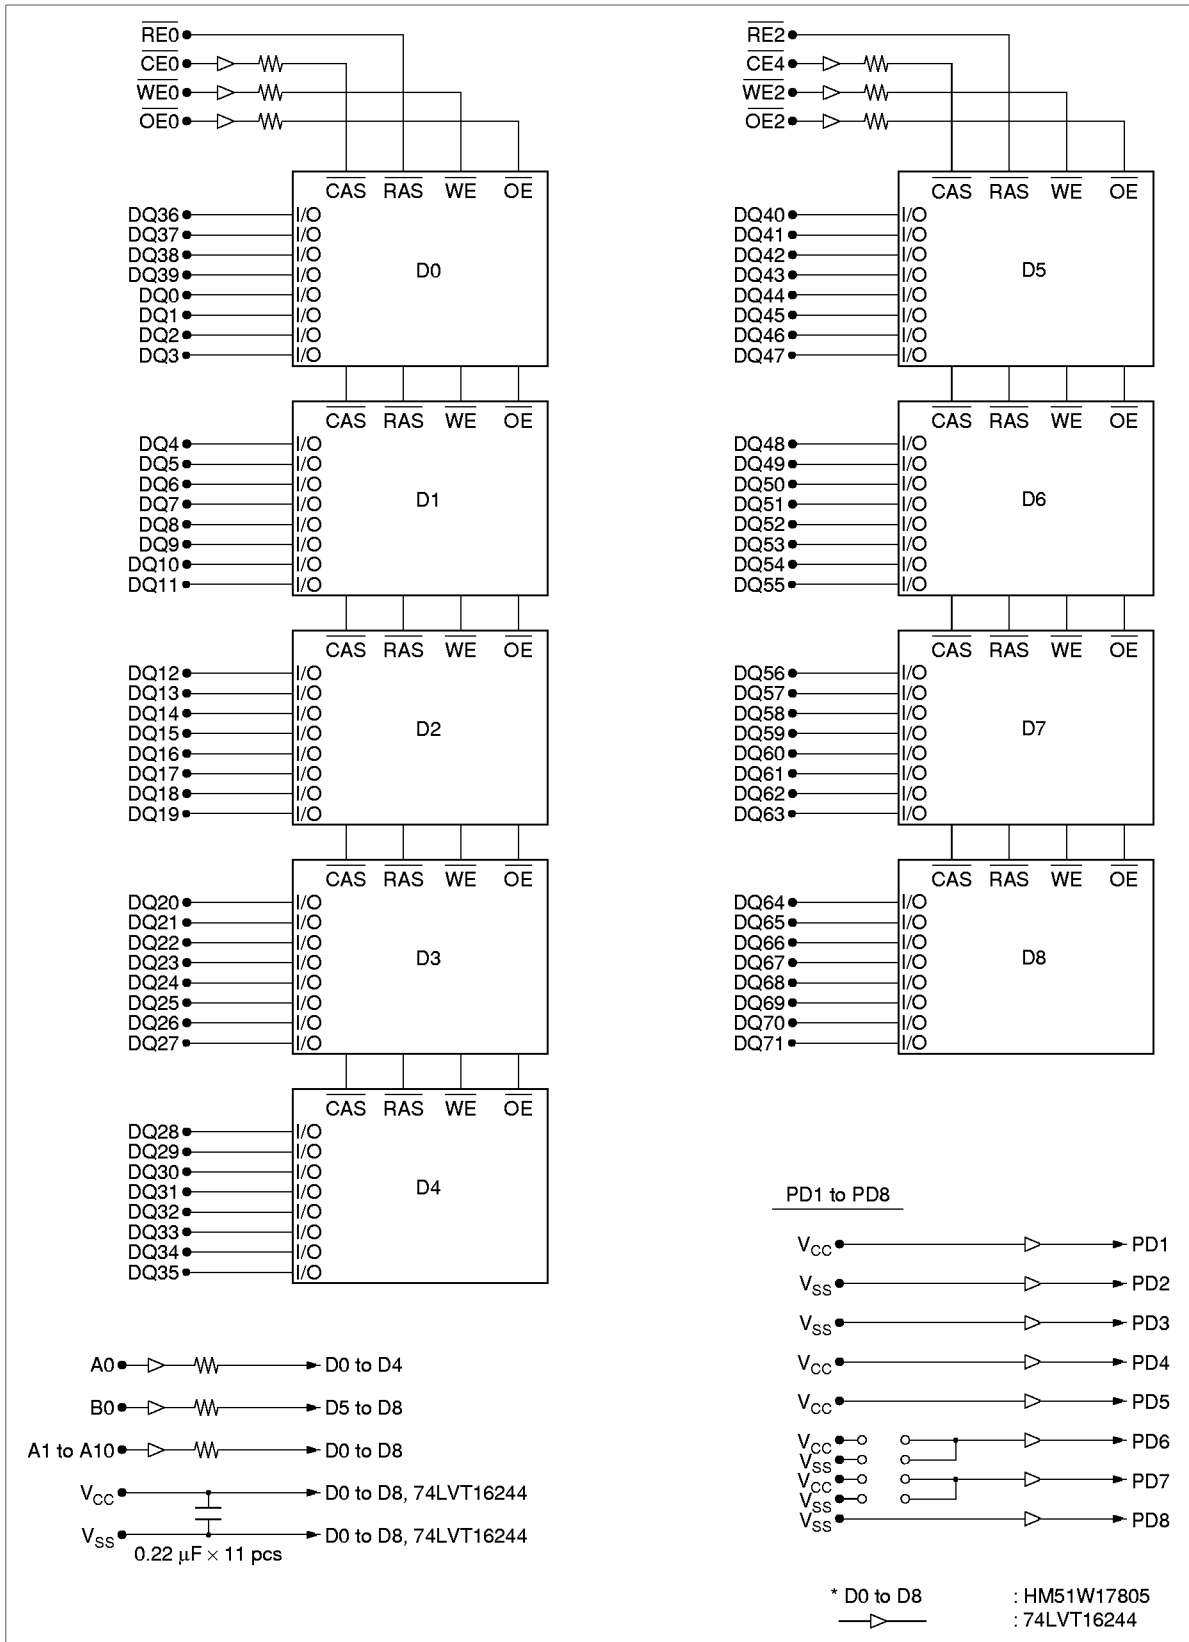 RE0
CE0
WE0
OE0
CAS RAS WE OE
DQ36 I/O
DQ37 I/O
DQ38 I/O
DQ39 I/O
DQ0 I/O
DQ1 I/O
DQ2 I/O
DQ3 I/O
D0
CAS RAS WE OE
DQ4 I/O
DQ5 I/O
DQ6 I/O
DQ7 I/O
DQ8 I/O
DQ9 I/O
DQ10 I/O
DQ11 I/O
D1
CAS RAS WE OE
DQ12 I/O
DQ13 I/O
DQ14 I/O
DQ15 I/O
DQ16 I/O
DQ17 I/O
DQ18 I/O
DQ19 I/O
D2
CAS RAS WE OE
DQ20 I/O
DQ21 I/O
DQ22 I/O
DQ23 I/O
DQ24 I/O
DQ25 I/O
DQ26 I/O
DQ27 I/O
D3
CAS RAS WE OE
DQ28 I/O
DQ29 I/O
DQ30 I/O
DQ31 I/O
DQ32 I/O
DQ33 I/O
DQ34 I/O
DQ35 I/O
D4
A0 D0 to D4
B0 D5 to D8
A1 to A10 D0 to D8
VCC D0 to D8, 74LVT16244
VSS D0 to D8, 74LVT16244
0.22 μF × 11 pcs
RE2
CE4
WE2
OE2
CAS RAS WE OE
DQ40 I/O
DQ41 I/O
DQ42 I/O
DQ43 I/O
DQ44 I/O
DQ45 I/O
DQ46 I/O
DQ47 I/O
D5
CAS RAS WE OE
DQ48 I/O
DQ49 I/O
DQ50 I/O
DQ51 I/O
DQ52 I/O
DQ53 I/O
DQ54 I/O
DQ55 I/O
D6
CAS RAS WE OE
DQ56 I/O
DQ57 I/O
DQ58 I/O
DQ59 I/O
DQ60 I/O
DQ61 I/O
DQ62 I/O
DQ63 I/O
D7
CAS RAS WE OE
DQ64 I/O
DQ65 I/O
DQ66 I/O
DQ67 I/O
DQ68 I/O
DQ69 I/O
DQ70 I/O
DQ71 I/O
D8
PD1 to PD8
VCC PD1
VSS PD2
VSS PD3
VCC PD4
VCC PD5
VCC PD6
VSS
VCC PD7
VSS
VSS PD8
* D0 to D8 : HM51W17805
: 74LVT16244